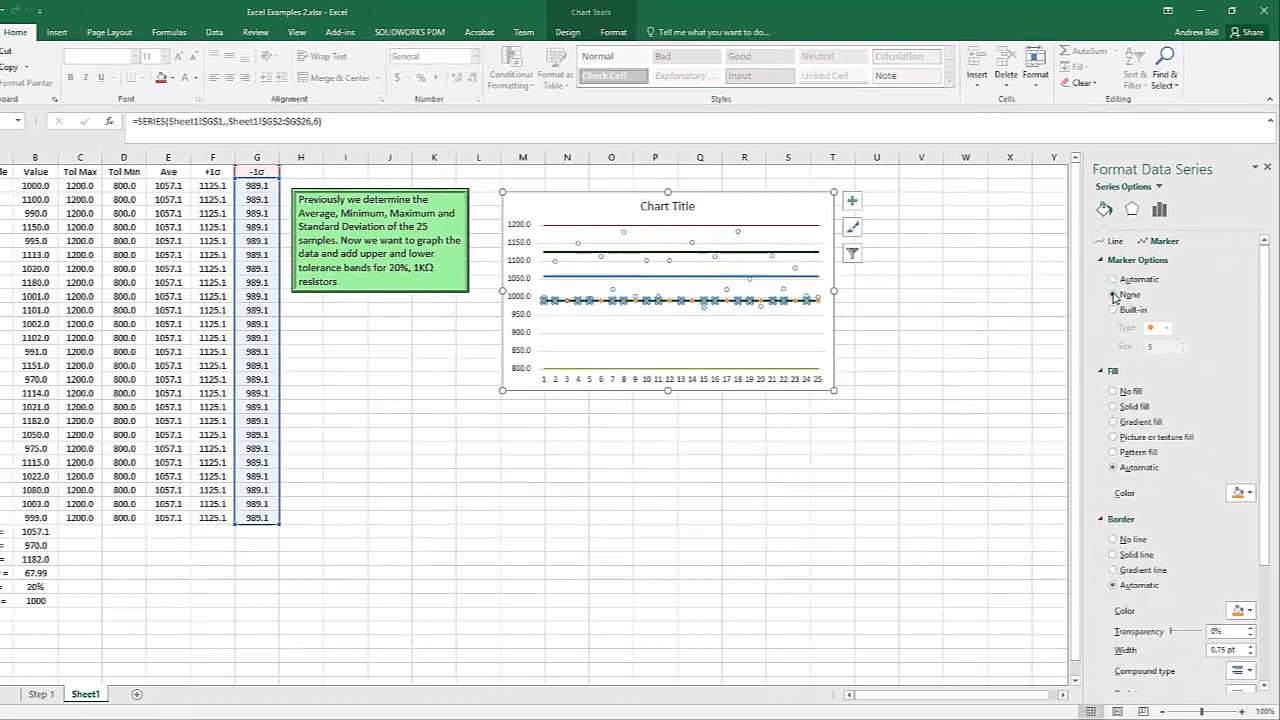 Excel Examples 2.xlsx - Excel
Chart Tools
Home Insert Page Layout Formulas Data Review View Add-ins SOLIDWORKS PDM Acrobat Team Design Format Tell me what you want to do... Andrew Bell Share
Cut
Copy
Format Painter
11
B I U
Wrap Text
Merge & Center
General
$ %
Conditional Formatting
Format as Table
Normal Bad Good Neutral Calculation
Check Cell Explanatory ... Input Linked Cell Note
Insert Delete Format
AutoSum
Fill
Clear
Sort & Filter
Find & Select
Font Alignment Number Styles Cells Editing
fx =SERIES(Sheet1!$G$1,,Sheet1!$G$2:$G$26,6)
B C D E F G H I J K L M N O P Q R S T U V W X Y
Value Tol Max Tol Min Ave +1σ -1σ
1000.0 1200.0 800.0 1057.1 1125.1 989.1
1100.0 1200.0 800.0 1057.1 1125.1 989.1
990.0 1200.0 800.0 1057.1 1125.1 989.1
1150.0 1200.0 800.0 1057.1 1125.1 989.1
995.0 1200.0 800.0 1057.1 1125.1 989.1
1113.0 1200.0 800.0 1057.1 1125.1 989.1
1020.0 1200.0 800.0 1057.1 1125.1 989.1
1180.0 1200.0 800.0 1057.1 1125.1 989.1
1001.0 1200.0 800.0 1057.1 1125.1 989.1
1101.0 1200.0 800.0 1057.1 1125.1 989.1
1002.0 1200.0 800.0 1057.1 1125.1 989.1
1102.0 1200.0 800.0 1057.1 1125.1 989.1
991.0 1200.0 800.0 1057.1 1125.1 989.1
1151.0 1200.0 800.0 1057.1 1125.1 989.1
970.0 1200.0 800.0 1057.1 1125.1 989.1
1114.0 1200.0 800.0 1057.1 1125.1 989.1
1021.0 1200.0 800.0 1057.1 1125.1 989.1
1182.0 1200.0 800.0 1057.1 1125.1 989.1
1050.0 1200.0 800.0 1057.1 1125.1 989.1
975.0 1200.0 800.0 1057.1 1125.1 989.1
1115.0 1200.0 800.0 1057.1 1125.1 989.1
1022.0 1200.0 800.0 1057.1 1125.1 989.1
1080.0 1200.0 800.0 1057.1 1125.1 989.1
1003.0 1200.0 800.0 1057.1 1125.1 989.1
999.0 1200.0 800.0 1057.1 1125.1 989.1
= 1057.1
= 970.0
= 1182.0
= 67.99
= 20%
= 1000
Previously we determine the
Average, Minimum, Maximum and
Standard Deviation of the 25
samples. Now we want to graph the
data and add upper and lower
tolerance bands for 20%, 1KΩ
resistors
Chart Title
1200.0
1150.0
1100.0
1050.0
1000.0
950.0
900.0
850.0
800.0
1 2 3 4 5 6 7 8 9 10 11 12 13 14 15 16 17 18 19 20 21 22 23 24 25
Format Data Series
Series Options
Line Marker
Marker Options
Automatic
None
Built-in
Type
Size 5
Fill
No fill
Solid fill
Gradient fill
Picture or texture fill
Pattern fill
Automatic
Color
Border
No line
Solid line
Gradient line
Automatic
Color
Transparency 0%
Width 0.75 pt
Compound type
Step 1 Sheet1
100%